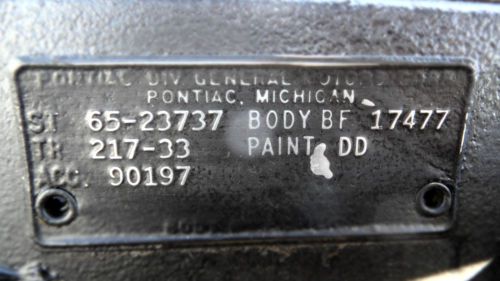 PONTIAC DIV GENERAL MOTORS CORP
PONTIAC, MICHIGAN
ST 65-23737 BODY BF 17477
TR 217-33 PAINT DD
ACC. 90197